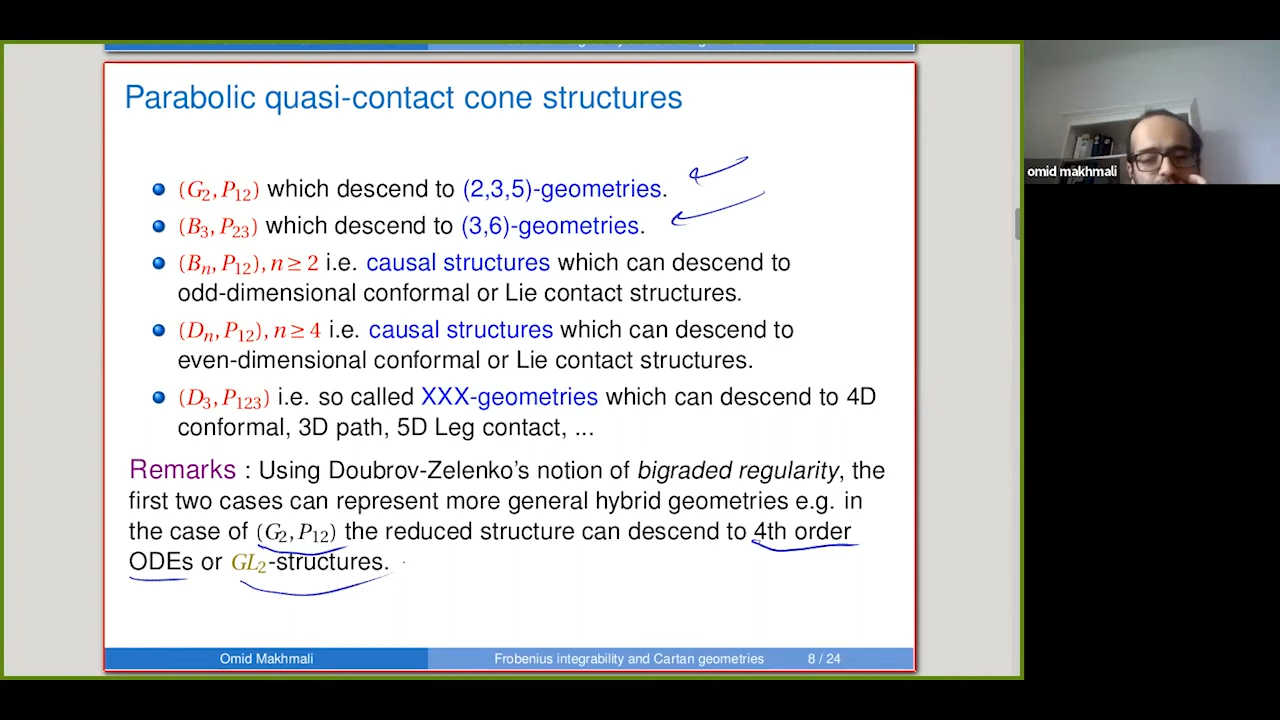 Parabolic quasi-contact cone structures
(G₂, P₁₂) which descend to (2,3,5)-geometries.
(B₃, P₂₃) which descend to (3,6)-geometries.
(Bₙ, P₁₂), n ≥ 2 i.e. causal structures which can descend to
odd-dimensional conformal or Lie contact structures.
(Dₙ, P₁₂), n ≥ 4 i.e. causal structures which can descend to
even-dimensional conformal or Lie contact structures.
(D₃, P₁₂₃) i.e. so called XXX-geometries which can descend to 4D
conformal, 3D path, 5D Leg contact, ...
Remarks : Using Doubrov-Zelenko's notion of bigraded regularity, the
first two cases can represent more general hybrid geometries e.g. in
the case of (G₂, P₁₂) the reduced structure can descend to 4th order
ODEs or GL₂-structures.
Omid Makhmali
Frobenius integrability and Cartan geometries
8 / 24
omid makhmali